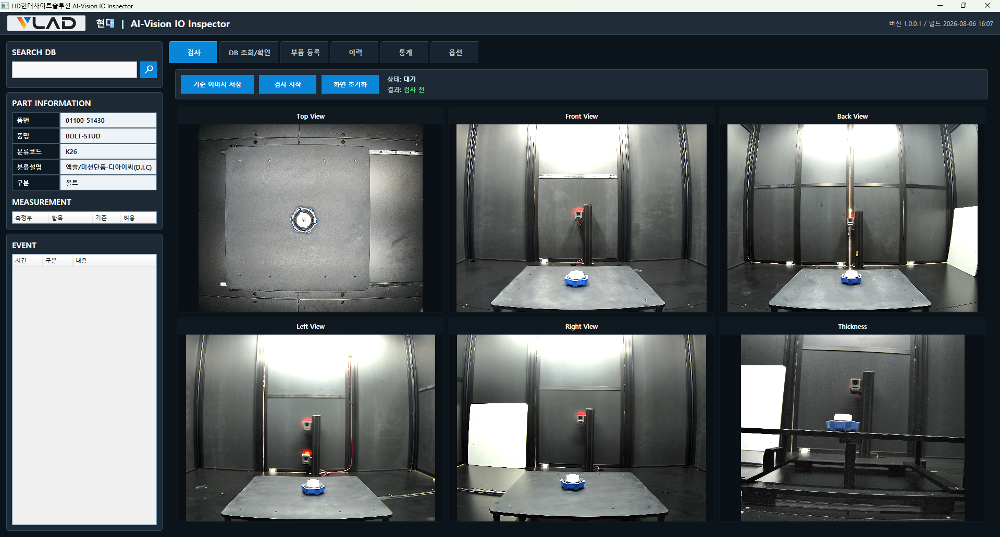 HD현대사이트솔루션 AI-Vision IO Inspector
VLAD 현대 | AI-Vision IO Inspector
버전 1.0.0.1 / 빌드 2026-08-06 16:07
SEARCH DB
PART INFORMATION
품번 01100-51430
품명 BOLT-STUD
분류코드 K26
분류설명 액슬/미션단품-디아이씨(D.I.C)
구분 볼트
MEASUREMENT
측정부 항목 기준 허용
EVENT
시간 구분 내용
검사 DB 조회/확인 부품 등록 이력 통계 옵션
기준 이미지 저장 검사 시작 화면 초기화
상태: 대기
결과: 검사 전
Top View Front View Back View
Left View Right View Thickness